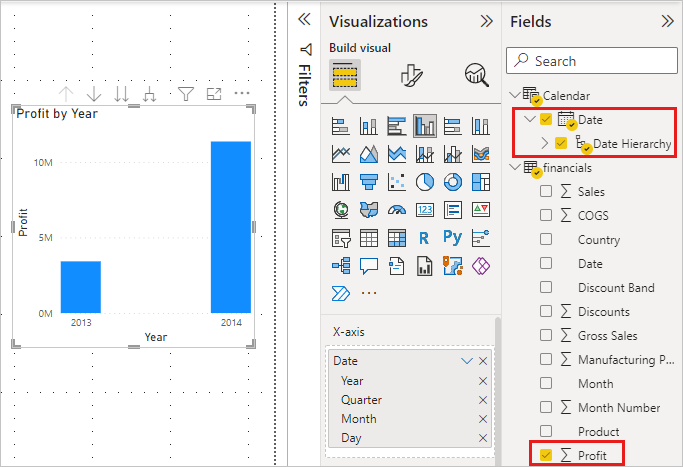 Profit by Year
10M
5M
0M
Profit
2013
2014
Year
Filters
Visualizations
Build visual
123
R
Py
X-axis
Date
Year
Quarter
Month
Day
Fields
Search
Calendar
Date
Date Hierarchy
financials
Sales
COGS
Country
Date
Discount Band
Discounts
Gross Sales
Manufacturing P...
Month
Month Number
Product
Profit